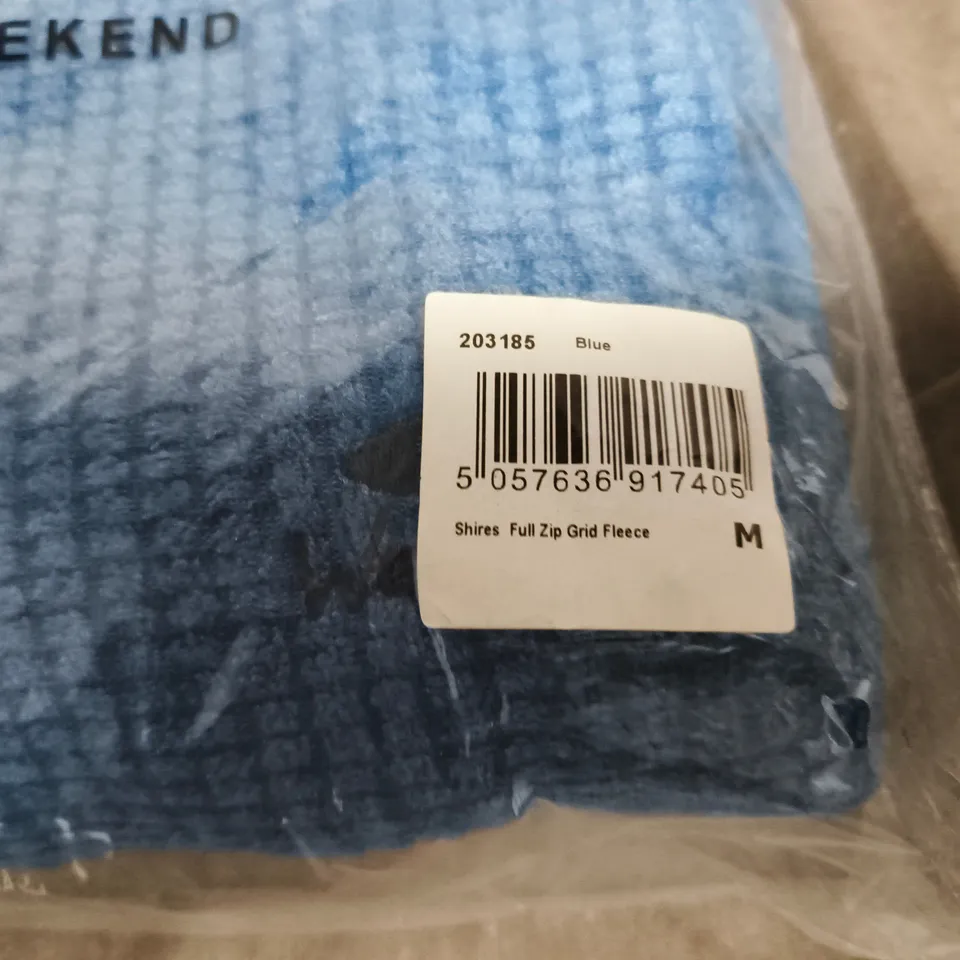 EKEND
203185 Blue
5 057636 917405
Shires Full Zip Grid Fleece M